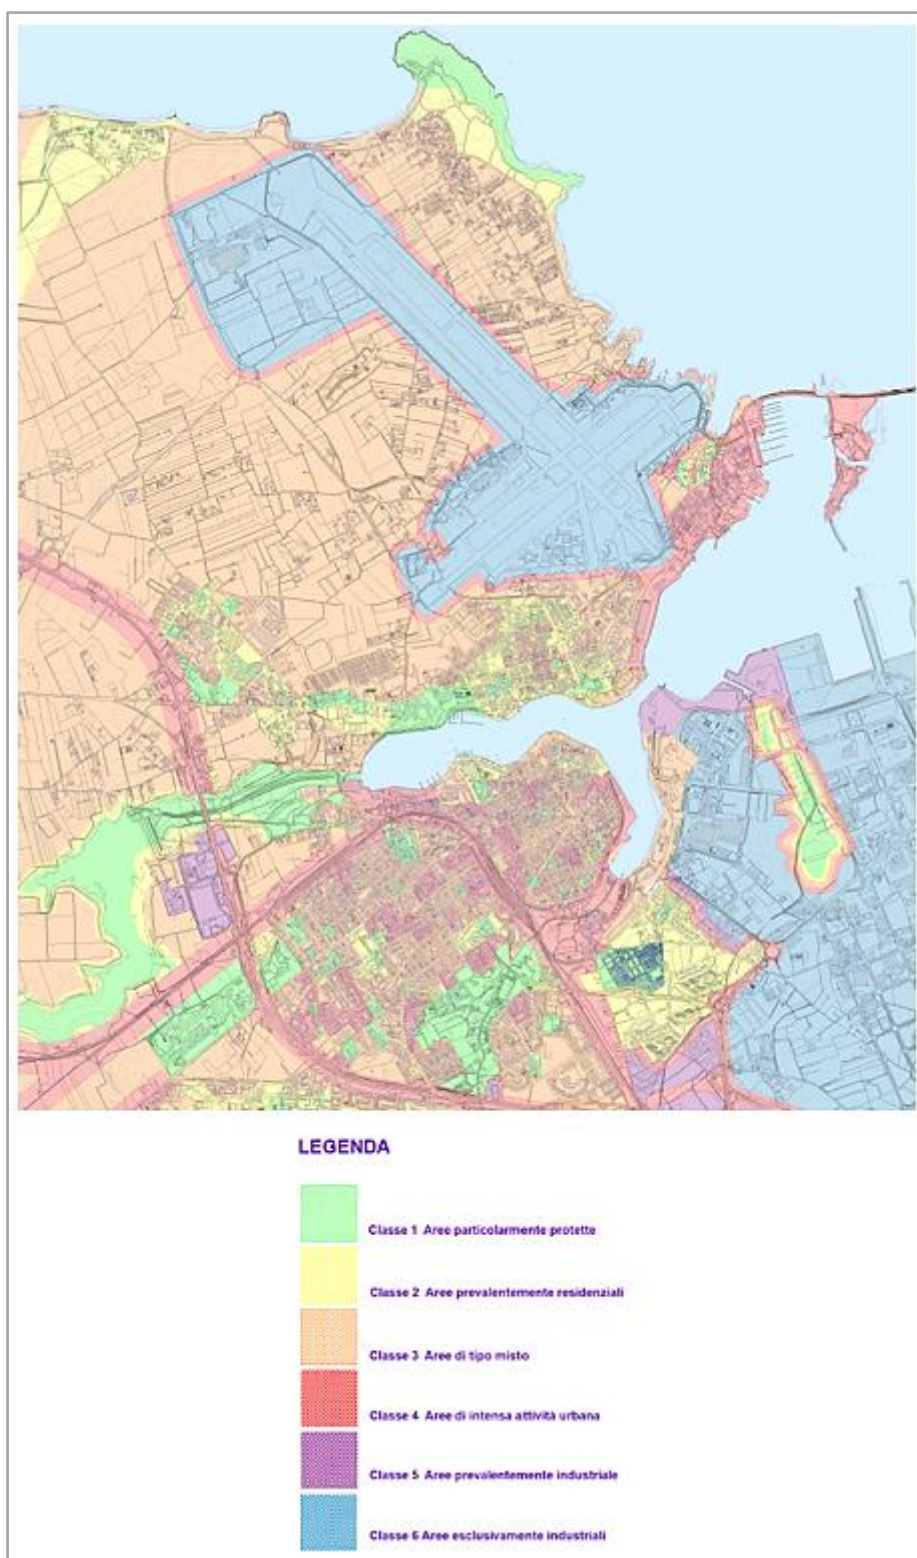 LEGENDA
Classe 1 Aree particolarmente protette
Classe 2 Aree prevalentemente residenziali
Classe 3 Aree di tipo misto
Classe 4 Aree di intensa attività urbana
Classe 5 Aree prevalentemente industriale
Classe 6 Aree esclusivamente industriali